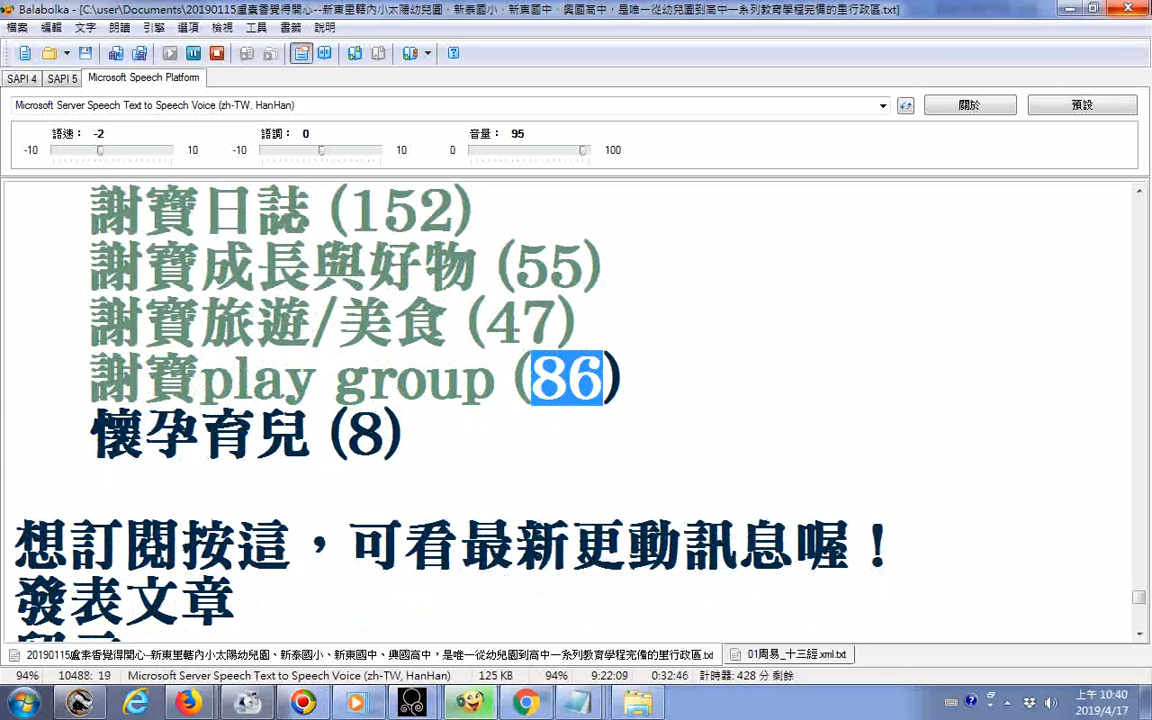 Balabolka - [C:\user\Documents\20190115盧素香覺得開心--新東里轄內小太陽幼兒園、新泰國小、新東國中、興國高中，是唯一從幼兒園到高中一系列教育學程完備的里行政區.txt]
檔案 編輯 文字 朗讀 引擎 選項 檢視 工具 書籤 說明
SAPI 4 SAPI 5 Microsoft Speech Platform
Microsoft Server Speech Text to Speech Voice (zh-TW, HanHan) 關於 預設
語速： -2 語調： 0 音量： 95
-10 10 -10 10 0 100
謝寶日誌 (152)
謝寶成長與好物 (55)
謝寶旅遊/美食 (47)
謝寶play group (86)
懷孕育兒 (8)
想訂閱按這，可看最新更動訊息喔！
發表文章
20190115盧素香覺得開心--新東里轄內小太陽幼兒園、新泰國小、新東國中、興國高中，是唯一從幼兒園到高中一系列教育學程完備的里行政區.txt 01周易_十三經.xml.txt
94% 10488: 19 Microsoft Server Speech Text to Speech Voice (zh-TW, HanHan) 125 KB 94% 9:22:09 0:32:46 計時器: 428 分 剩餘
上午 10:40
2019/4/17